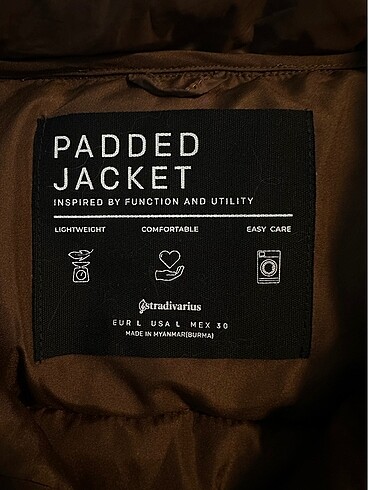 PADDED
JACKET
INSPIRED BY FUNCTION AND UTILITY
LIGHTWEIGHT COMFORTABLE EASY CARE
stradivarius
EUR L USA L MEX 30
MADE IN MYANMAR(BURMA)